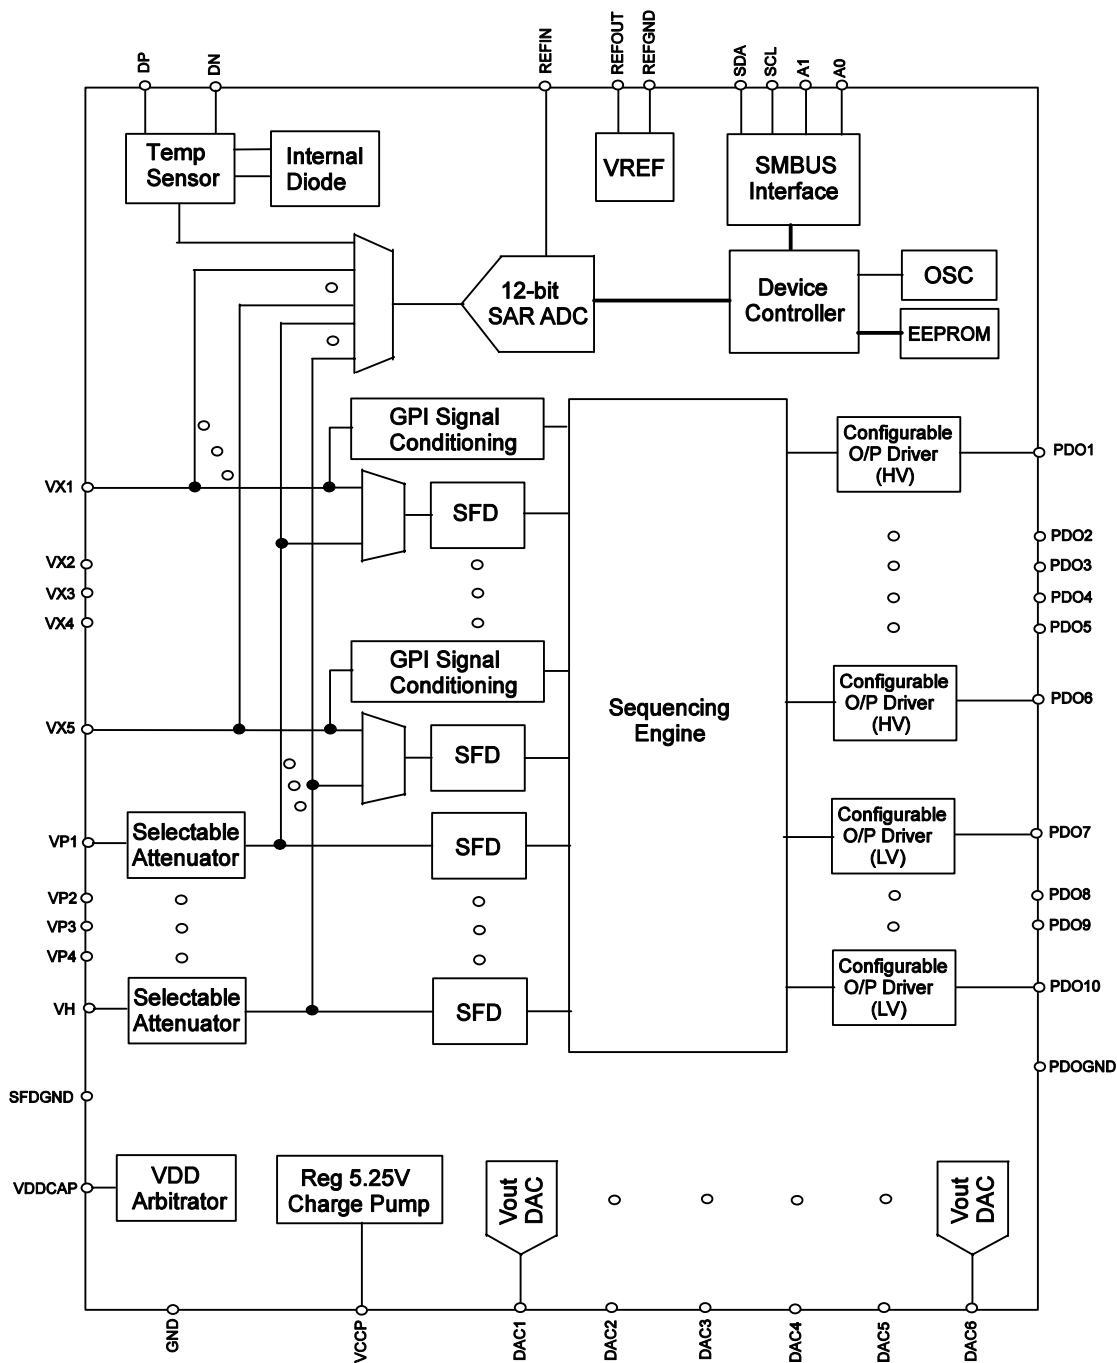 DP
DN
REFIN
REFOUT
REFGND
SDA
SCL
A1
A0
Temp
Sensor
Internal
Diode
VREF
SMBUS
Interface
12-bit
SAR ADC
Device
Controller
OSC
EEPROM
GPI Signal
Conditioning
Configurable
O/P Driver
(HV)
PDO1
VX1
SFD
PDO2
VX2
PDO3
VX3
PDO4
VX4
PDO5
GPI Signal
Conditioning
Sequencing
Engine
Configurable
O/P Driver
(HV)
PDO6
VX5
SFD
VP1
Selectable
Attenuator
SFD
Configurable
O/P Driver
(LV)
PDO7
VP2
PDO8
VP3
PDO9
VP4
VH
Selectable
Attenuator
SFD
Configurable
O/P Driver
(LV)
PDO10
PDOGND
SFDGND
VDDCAP
VDD
Arbitrator
Reg 5.25V
Charge Pump
Vout
DAC
Vout
DAC
GND
VCCP
DAC1
DAC2
DAC3
DAC4
DAC5
DAC6